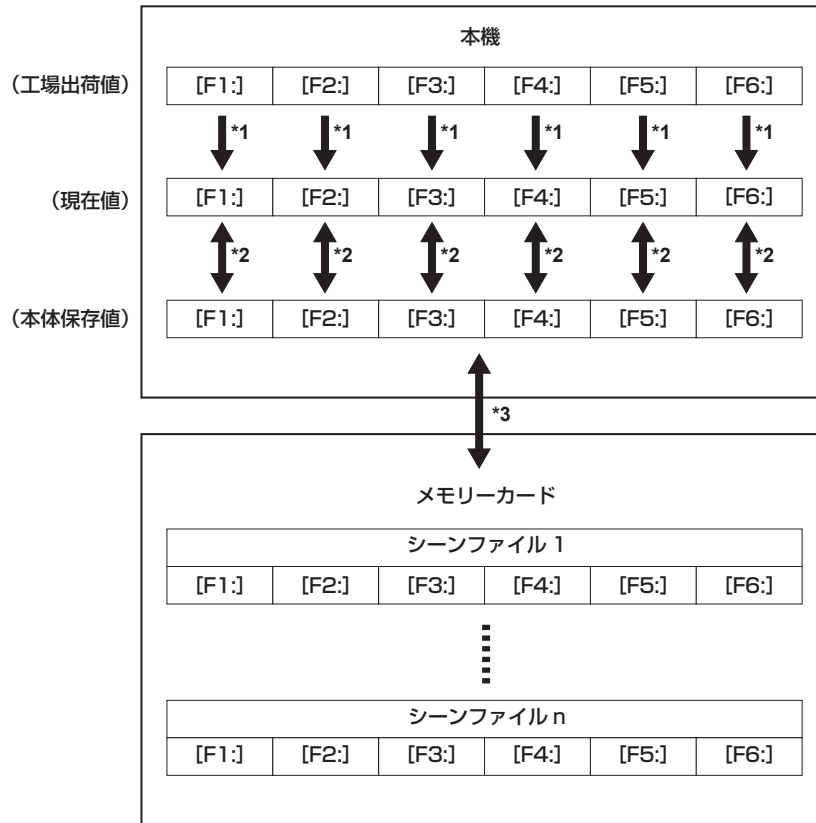 本機
(工場出荷値) [F1:] [F2:] [F3:] [F4:] [F5:] [F6:]
*1 *1 *1 *1 *1 *1
(現在値) [F1:] [F2:] [F3:] [F4:] [F5:] [F6:]
*2 *2 *2 *2 *2 *2
(本体保存値) [F1:] [F2:] [F3:] [F4:] [F5:] [F6:]
*3
メモリーカード
シーンファイル 1
[F1:] [F2:] [F3:] [F4:] [F5:] [F6:]
シーンファイル n
[F1:] [F2:] [F3:] [F4:] [F5:] [F6:]